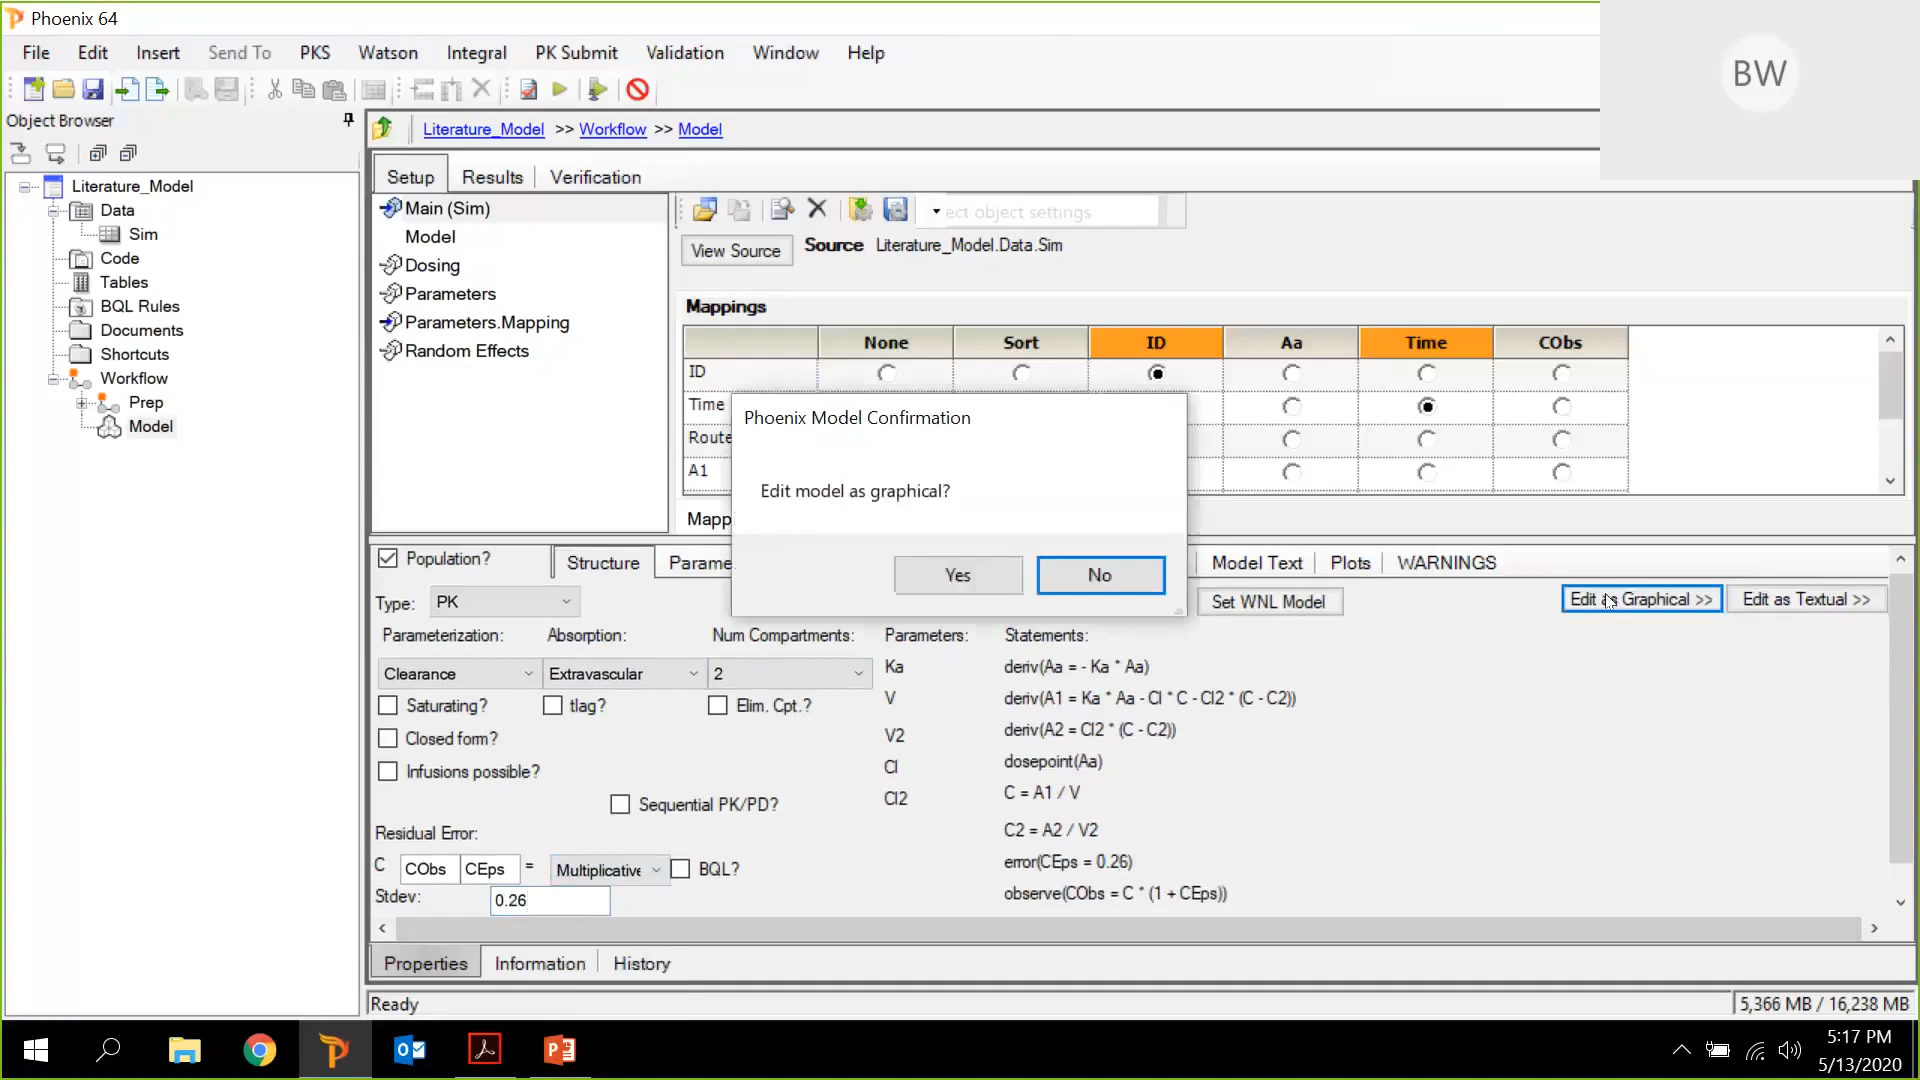 Phoenix 64
BW
File Edit Insert Send To PKS Watson Integral PK Submit Validation Window Help
Object Browser
Literature_Model >> Workflow >> Model
Literature_Model
Data
Sim
Code
Tables
BQL Rules
Documents
Shortcuts
Workflow
Prep
Model
Setup Results Verification
Main (Sim)
Model
Dosing
Parameters
Parameters.Mapping
Random Effects
ect object settings
View Source Source Literature_Model.Data.Sim
Mappings
None Sort ID Aa Time CObs
ID
Time
Route
A1
Mapp
Phoenix Model Confirmation
Edit model as graphical?
Yes No
Population? Structure Parame Model Text Plots WARNINGS
Type: PK Set WNL Model Edit as Graphical >> Edit as Textual >>
Parameterization: Absorption: Num Compartments: Parameters: Statements:
Clearance Extravascular 2
Saturating? tlag? Elim. Cpt.?
Closed form?
Infusions possible?
Sequential PK/PD?
Residual Error:
C CObs CEps = Multiplicative BQL?
Stdev: 0.26
Ka
V
V2
Cl
Cl2
deriv(Aa = - Ka * Aa)
deriv(A1 = Ka * Aa - Cl * C - Cl2 * (C - C2))
deriv(A2 = Cl2 * (C - C2))
dosepoint(Aa)
C = A1 / V
C2 = A2 / V2
error(CEps = 0.26)
observe(CObs = C * (1 + CEps))
Properties Information History
Ready 5,366 MB / 16,238 MB
5:17 PM
5/13/2020